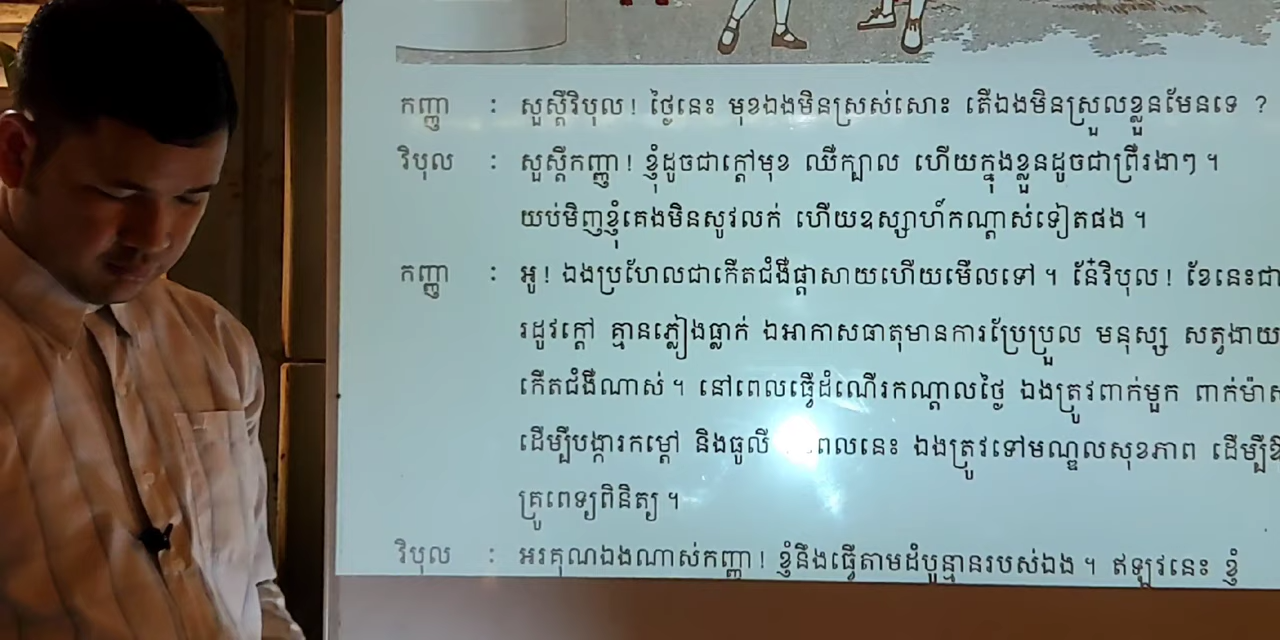 កញ្ញា : សួស្តីវិបុល! ថ្ងៃនេះ មុខឯងមិនស្រស់សោះ តើឯងមិនស្រួលខ្លួនមែនទេ ?
វិបុល : សួស្តីកញ្ញា! ខ្ញុំដូចជាក្តៅមុខ ឈឺក្បាល ហើយក្នុងខ្លួនដូចជាព្រឺរងាៗ ។
យប់មិញខ្ញុំគេងមិនសូវលក់ ហើយឧស្សាហ៍កណ្តាស់ទៀតផង ។
កញ្ញា : អូ! ឯងប្រហែលជាកើតជំងឺផ្តាសាយហើយមើលទៅ ។ នែ៎វិបុល! ខែនេះជា
រដូវក្តៅ គ្មានភ្លៀងធ្លាក់ ឯអាកាសធាតុមានការប្រែប្រួល មនុស្ស សត្វងាយ
កើតជំងឺណាស់ ។ នៅពេលធ្វើដំណើរកណ្តាលថ្ងៃ ឯងត្រូវពាក់មួក ពាក់ម៉ាស
ដើម្បីបង្ការកម្តៅ និងធូលី ពេលនេះ ឯងត្រូវទៅមណ្ឌលសុខភាព ដើម្បី
គ្រូពេទ្យពិនិត្យ ។
វិបុល : អរគុណឯងណាស់កញ្ញា! ខ្ញុំនឹងធ្វើតាមដំបូន្មានរបស់ឯង ។ ឥឡូវនេះ ខ្ញុំ